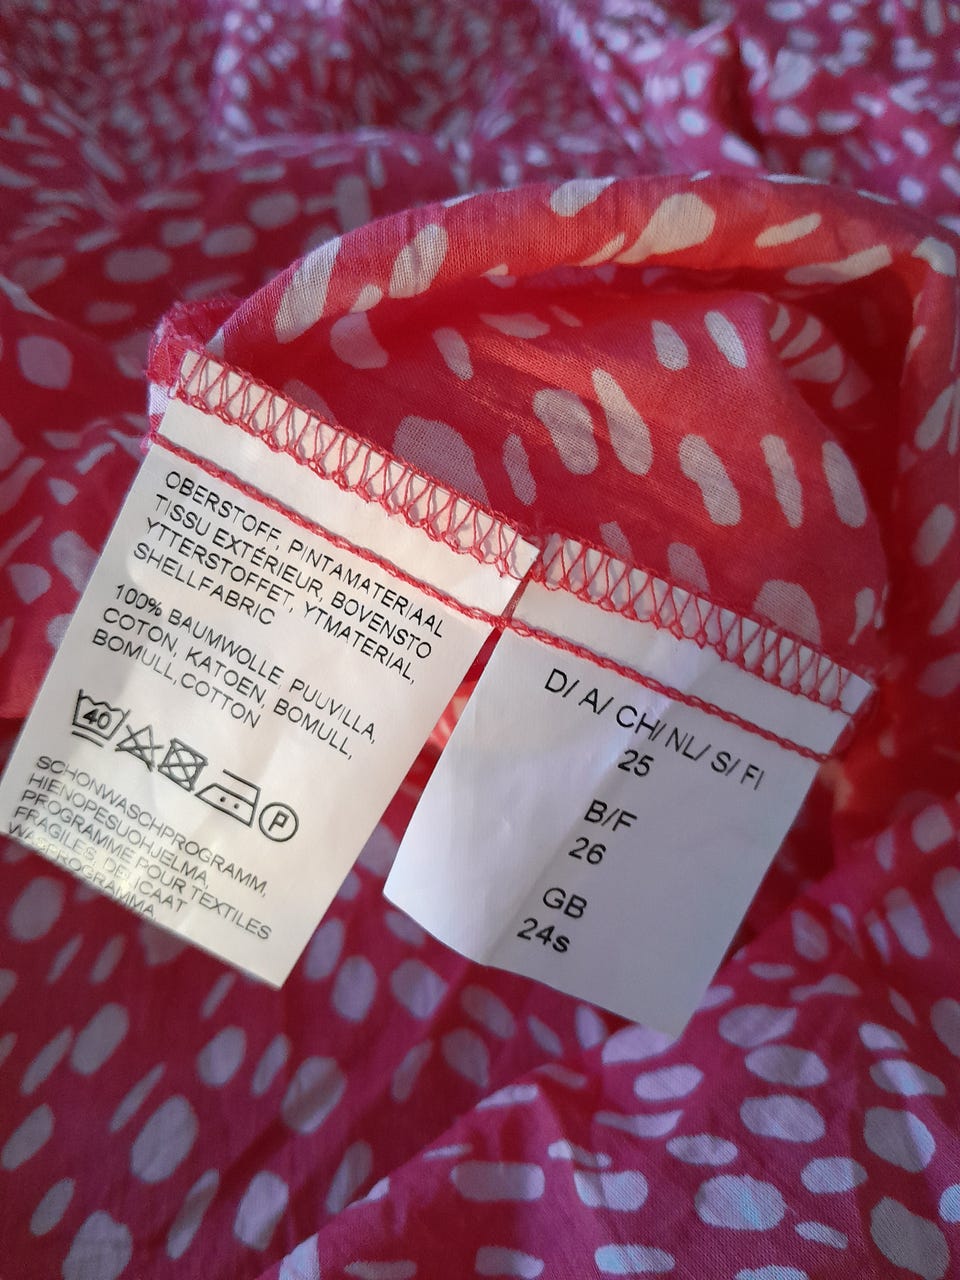 OBERSTOFF, PINTAMATERIAAL
TISSU EXTÉRIEUR, BOVENSTO
YTTERSTOFFET, YTMATERIAL,
SHELLFABRIC
100% BAUMWOLLE, PUUVILLA,
COTON, KATOEN, BOMULL,
BOMULL,COTTON
40
P
SCHONWASCHPROGRAMM,
HIENOPESUOHJELMA,
PROGRAMME POUR TEXTILES
FRAGILES, DELICAAT
WASPROGRAMMA,
D/ A/ CH/ NL/ S/ FI
25
B/F
26
GB
24s